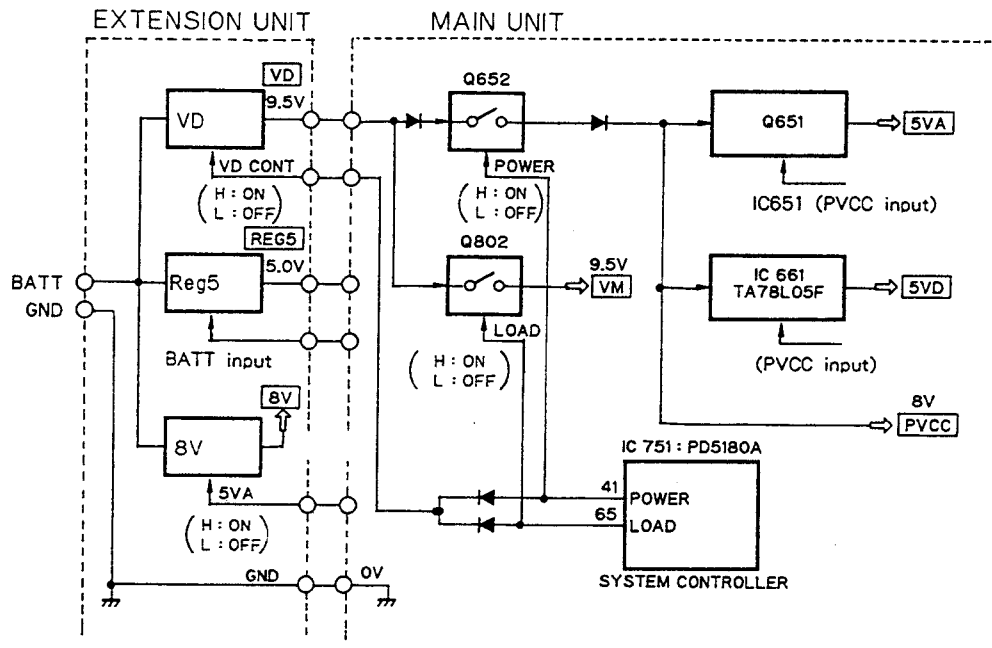 EXTENSION UNIT
MAIN UNIT
VD
9.5V
VD
VD CONT
H : ON
L : OFF
REG5
5.0V
Reg5
BATT
GND
BATT input
8V
8V
5VA
H : ON
L : OFF
GND
0V
Q652
POWER
H : ON
L : OFF
Q651
5VA
IC651 (PVCC input)
Q802
9.5V
VM
LOAD
H : ON
L : OFF
IC 661
TA78L05F
5VD
(PVCC input)
8V
PVCC
IC 751 : PD5180A
41
POWER
65
LOAD
SYSTEM CONTROLLER